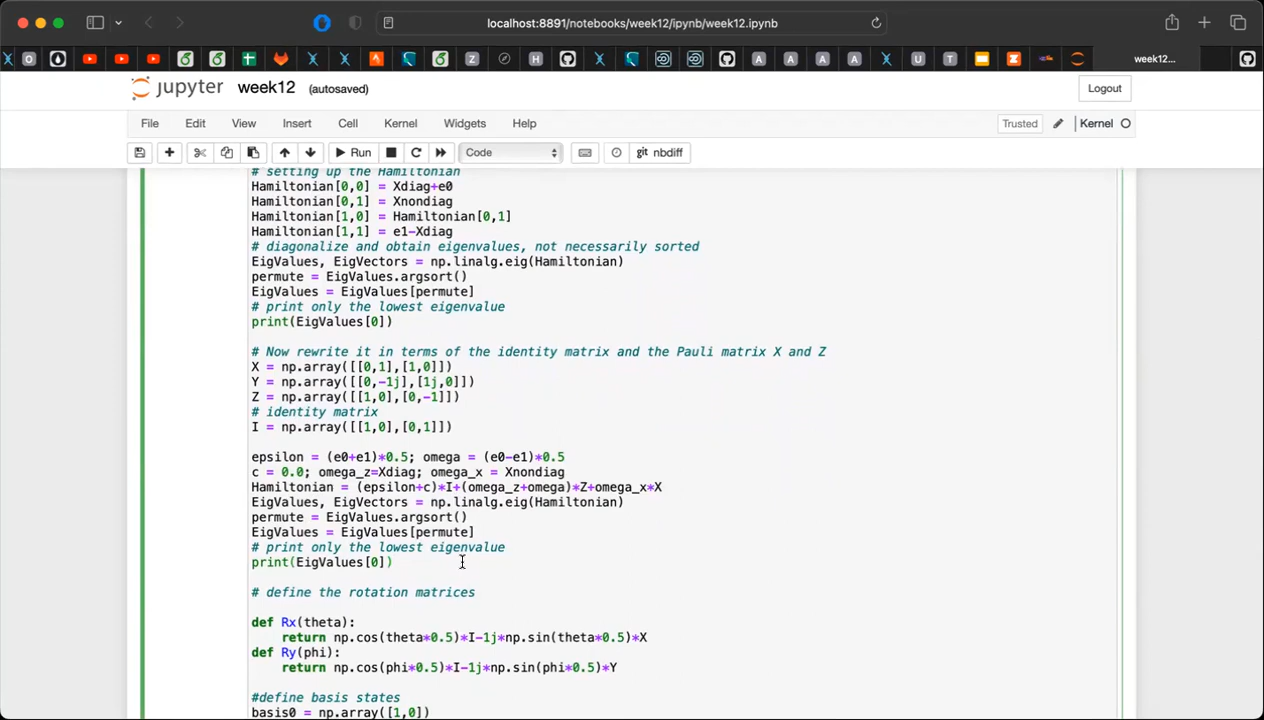 localhost:8891/notebooks/week12/ipynb/week12.ipynb
week12...
jupyter week12 (autosaved)
Logout
File Edit View Insert Cell Kernel Widgets Help
Trusted Kernel
Run Code nbdiff
# setting up the Hamiltonian
Hamiltonian[0,0] = Xdiag+e0
Hamiltonian[0,1] = Xnondiag
Hamiltonian[1,0] = Hamiltonian[0,1]
Hamiltonian[1,1] = e1-Xdiag
# diagonalize and obtain eigenvalues, not necessarily sorted
EigValues, EigVectors = np.linalg.eig(Hamiltonian)
permute = EigValues.argsort()
EigValues = EigValues[permute]
# print only the lowest eigenvalue
print(EigValues[0])
# Now rewrite it in terms of the identity matrix and the Pauli matrix X and Z
X = np.array([[0,1],[1,0]])
Y = np.array([[0,-1j],[1j,0]])
Z = np.array([[1,0],[0,-1]])
# identity matrix
I = np.array([[1,0],[0,1]])
epsilon = (e0+e1)*0.5; omega = (e0-e1)*0.5
c = 0.0; omega_z=Xdiag; omega_x = Xnondiag
Hamiltonian = (epsilon+c)*I+(omega_z+omega)*Z+omega_x*X
EigValues, EigVectors = np.linalg.eig(Hamiltonian)
permute = EigValues.argsort()
EigValues = EigValues[permute]
# print only the lowest eigenvalue
print(EigValues[0])
# define the rotation matrices
def Rx(theta):
return np.cos(theta*0.5)*I-1j*np.sin(theta*0.5)*X
def Ry(phi):
return np.cos(phi*0.5)*I-1j*np.sin(phi*0.5)*Y
#define basis states
basis0 = np.array([1,0])